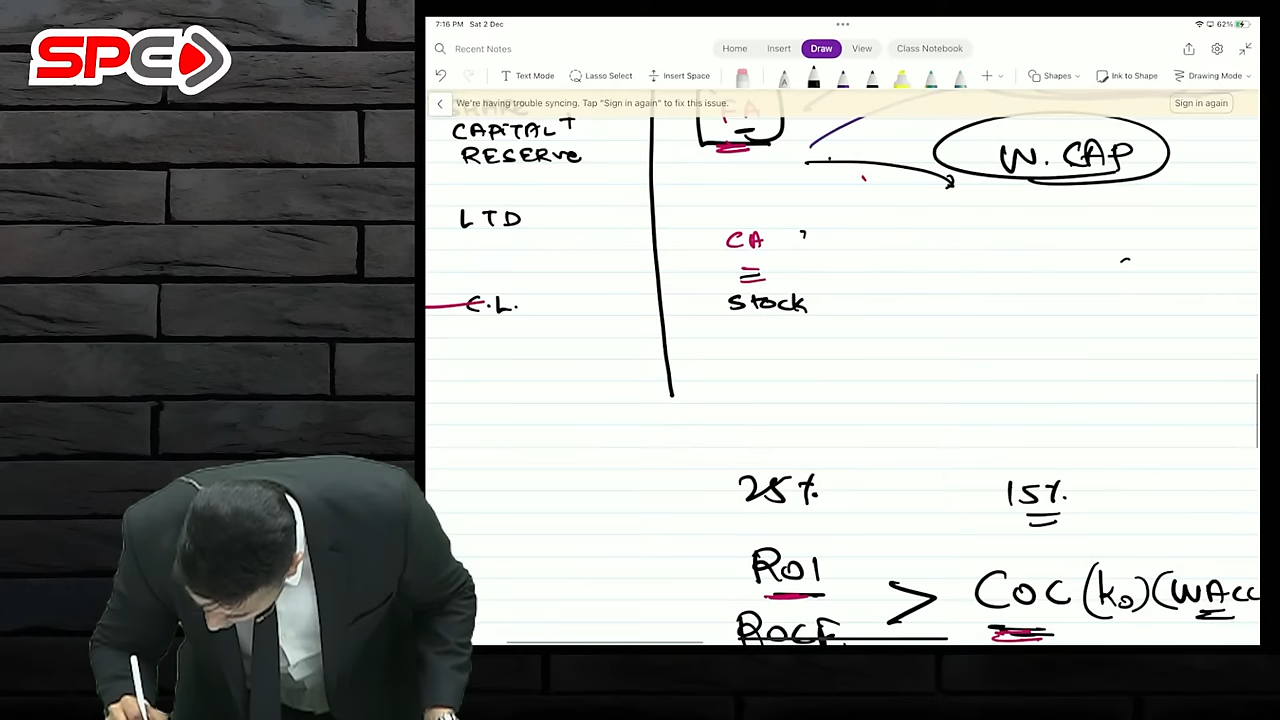 SPC
7:16 PM Sat 2 Dec
62%
Recent Notes
Home Insert Draw View Class Notebook
Text Mode Lasso Select Insert Space Shapes Ink to Shape Drawing Mode
We're having trouble syncing. Tap "Sign in again" to fix this issue. Sign in again
FA
CAPITAL +
RESERVE
W. CAP
LTD
CA
C.L.
Stock
25%. 15%.
ROI > COC (ko) (WACC
ROCE